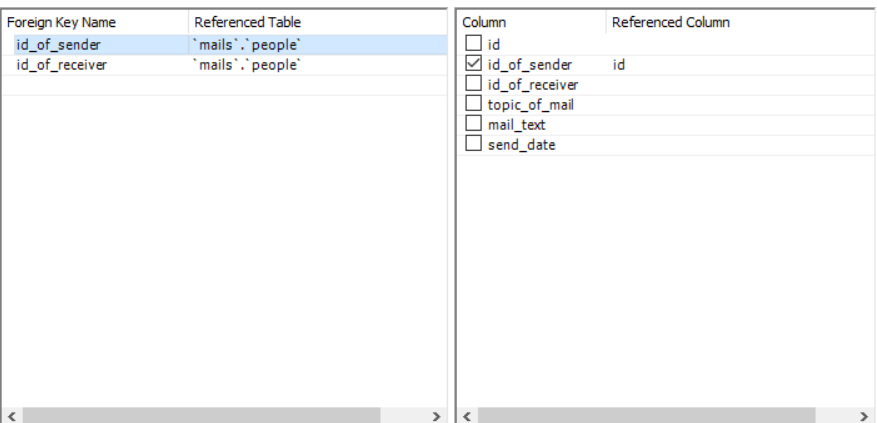 Foreign Key Name Referenced Table
id_of_sender `mails`.`people`
id_of_receiver `mails`.`people`
Column Referenced Column
id
id_of_sender id
id_of_receiver
topic_of_mail
mail_text
send_date